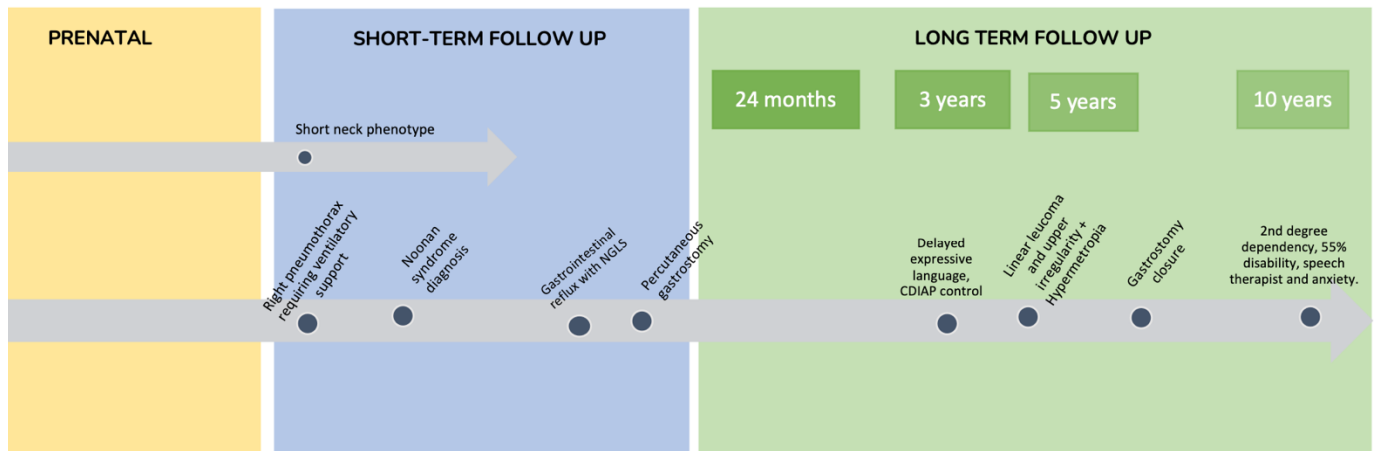 PRENATAL
SHORT-TERM FOLLOW UP
LONG TERM FOLLOW UP
24 months
3 years
5 years
10 years
Short neck phenotype
Right pneumothorax
requiring ventilatory
support
Noonan
syndrome
diagnosis
Gastrointestinal
reflux with NGLS
Percutaneous
gastrostomy
Delayed
expressive
language,
CDIAP control
Linear leucoma
and upper
irregularity +
Hypermetropia
Gastrostomy
closure
2nd degree
dependency, 55%
disability, speech
therapist and anxiety.